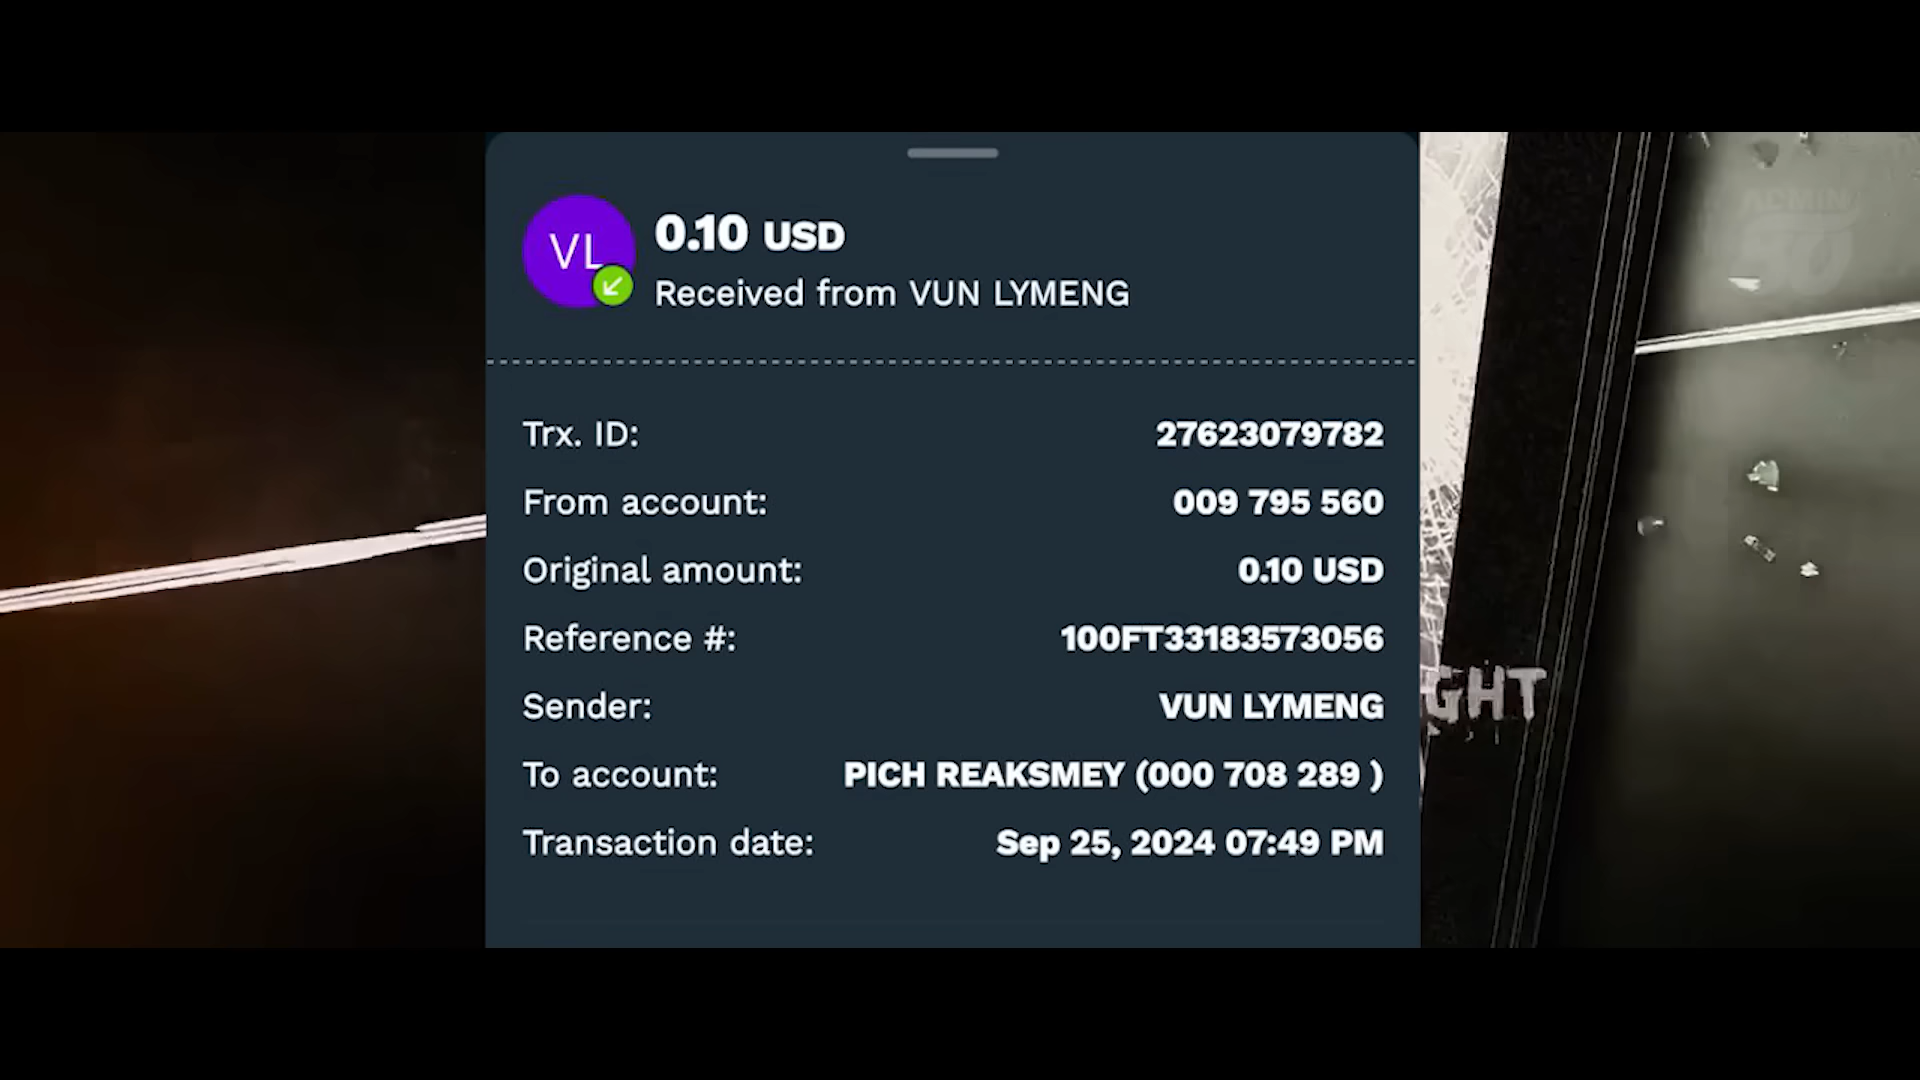 VL
0.10 USD
Received from VUN LYMENG
Trx. ID: 27623079782
From account: 009 795 560
Original amount: 0.10 USD
Reference #: 100FT33183573056
Sender: VUN LYMENG
To account: PICH REAKSMEY (000 708 289 )
Transaction date: Sep 25, 2024 07:49 PM
GHT
ADMIN